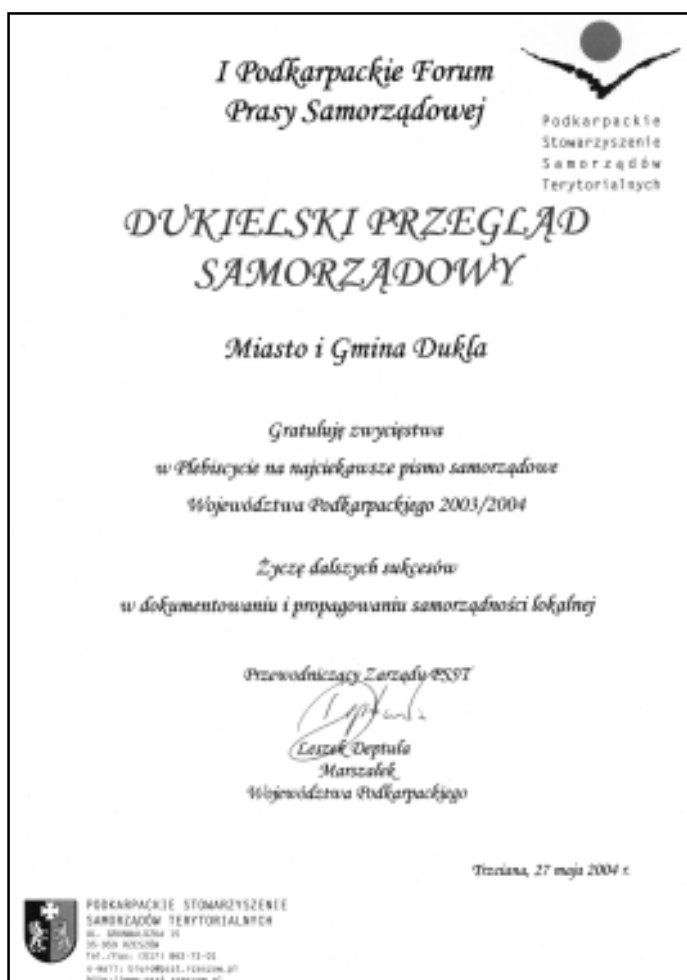 I Podkarpackie Forum
Prasy Samorządowej
Podkarpackie
Stowarzyszenie
Samorządów
Terytorialnych
DUKIELSKI PRZEGLĄD
SAMORZĄDOWY
Miasto i Gmina Dukla
Gratuluję zwycięstwa
w Plebiscycie na najciekawsze pismo samorządowe
Województwa Podkarpackiego 2003/2004
Życzę dalszych sukcesów
w dokumentowaniu i propagowaniu samorządności lokalnej
Przewodniczący Zarządu PSST
Leszek Deptuła
Marszałek
Województwa Podkarpackiego
Trzciana, 27 maja 2004 r.
PODKARPACKIE STOWARZYSZENIE
SAMORZĄDÓW TERYTORIALNYCH